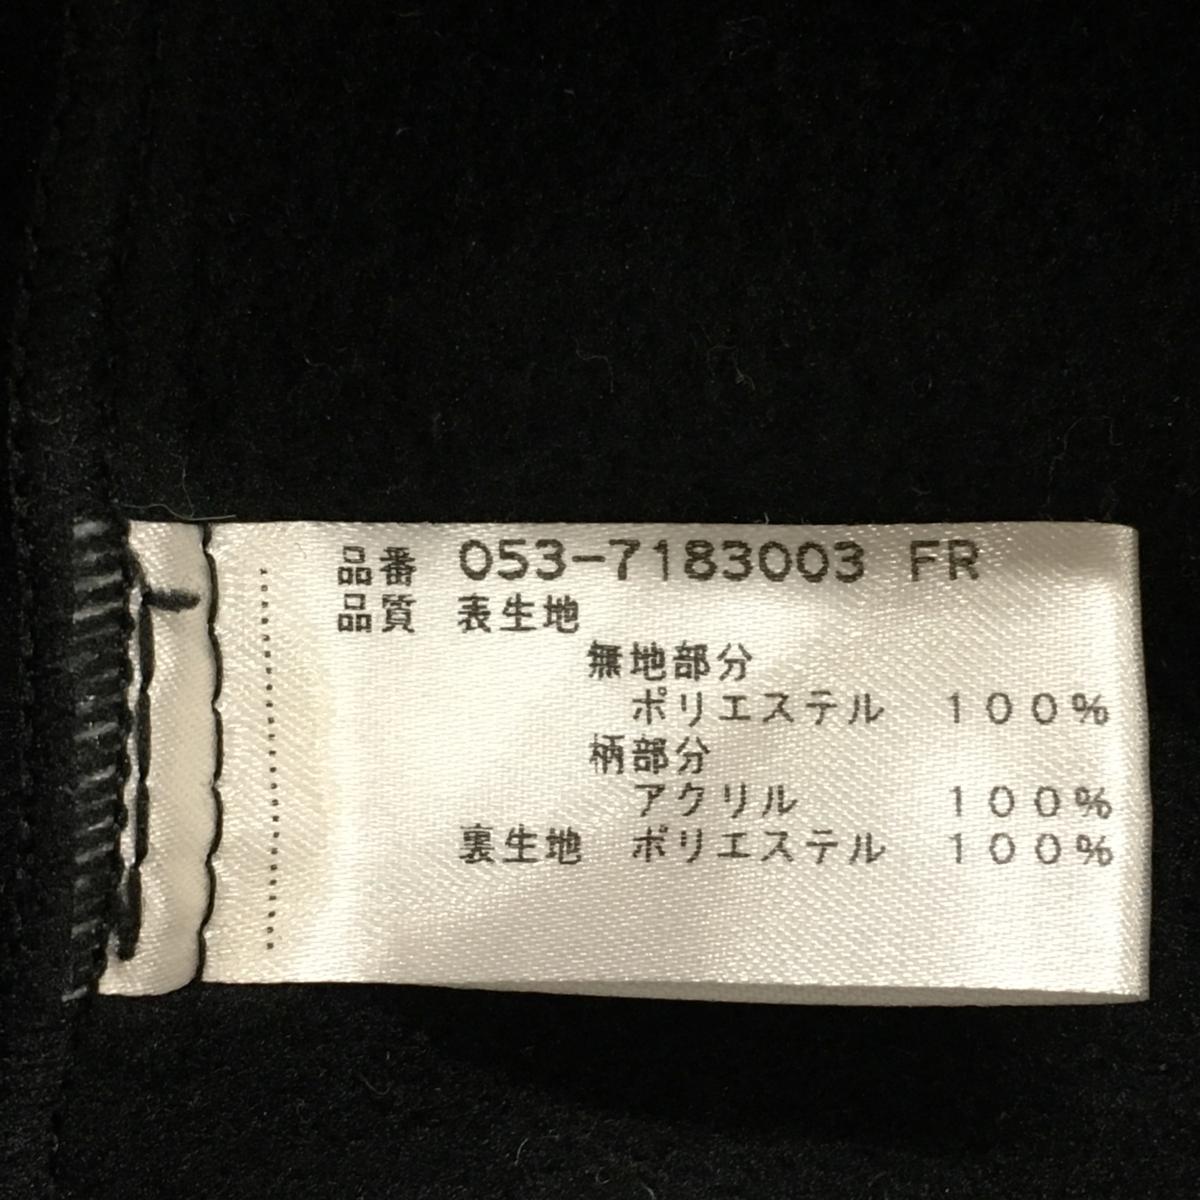 品番 053-7183003 FR
品質 表生地
無地部分
ポリエステル 100%
柄部分
アクリル 100%
裏生地 ポリエステル 100%